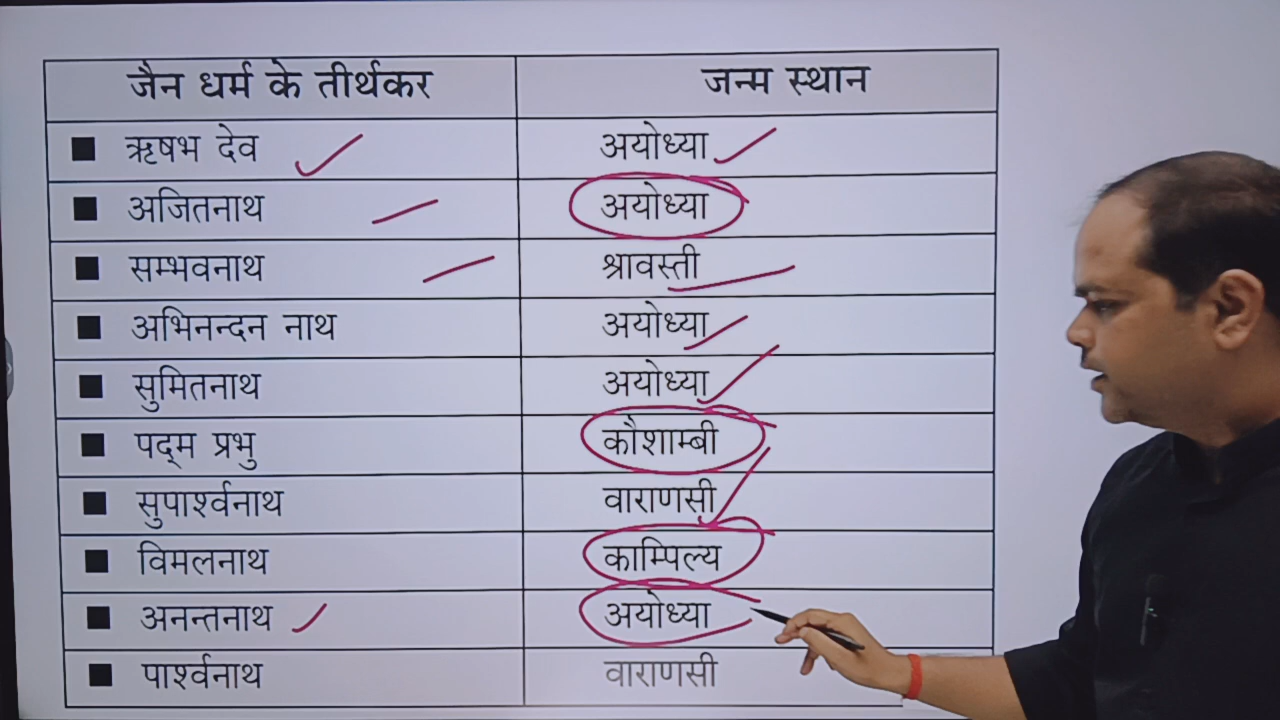 जैन धर्म के तीर्थकर जन्म स्थान
ऋषभ देव अयोध्या
अजितनाथ अयोध्या
सम्भवनाथ श्रावस्ती
अभिनन्दन नाथ अयोध्या
सुमितनाथ अयोध्या
पद्म प्रभु कौशाम्बी
सुपार्श्वनाथ वाराणसी
विमलनाथ काम्पिल्य
अनन्तनाथ अयोध्या
पार्श्वनाथ वाराणसी